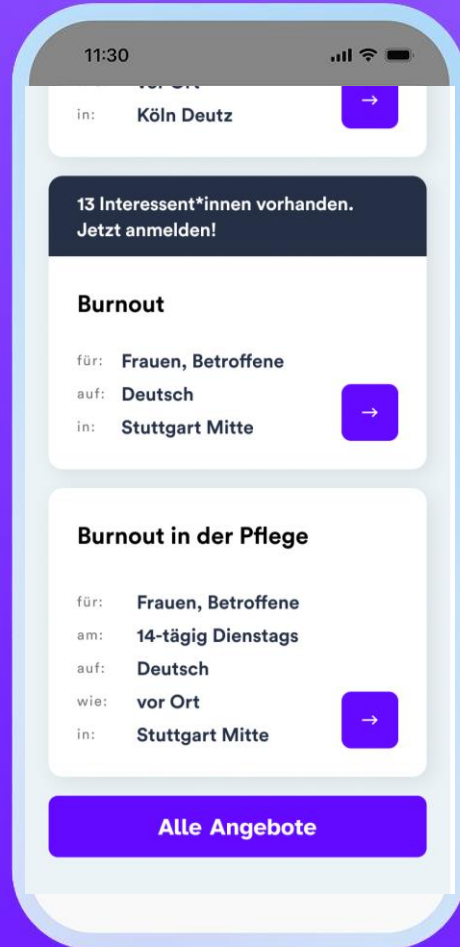 11:30
in: Köln Deutz
→
13 Interessent*innen vorhanden.
Jetzt anmelden!
Burnout
für: Frauen, Betroffene
auf: Deutsch
in: Stuttgart Mitte
→
Burnout in der Pflege
für: Frauen, Betroffene
am: 14-tägig Dienstags
auf: Deutsch
wie: vor Ort
in: Stuttgart Mitte
→
Alle Angebote